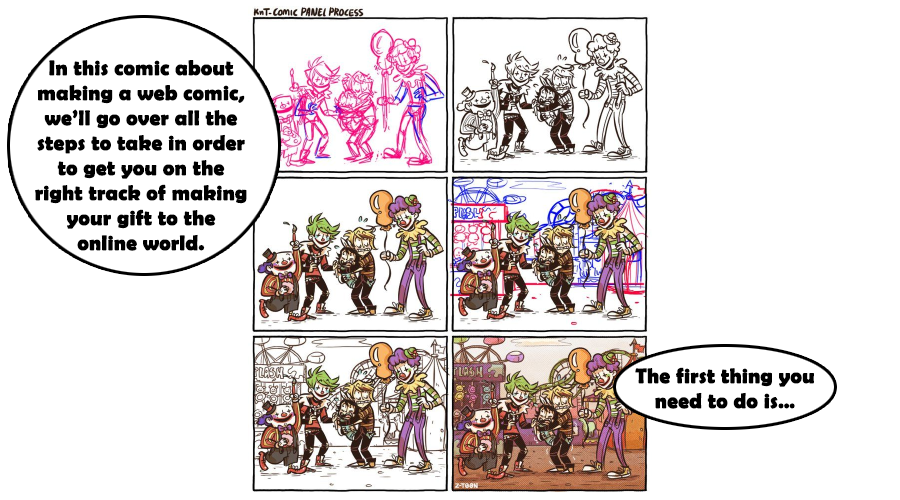 KNT-COMIC PANEL PROCESS
In this comic about
making a web comic,
we'll go over all the
steps to take in order
to get you on the
right track of making
your gift to the
online world.
SPLASH
The first thing you
need to do is...
Z-TOON